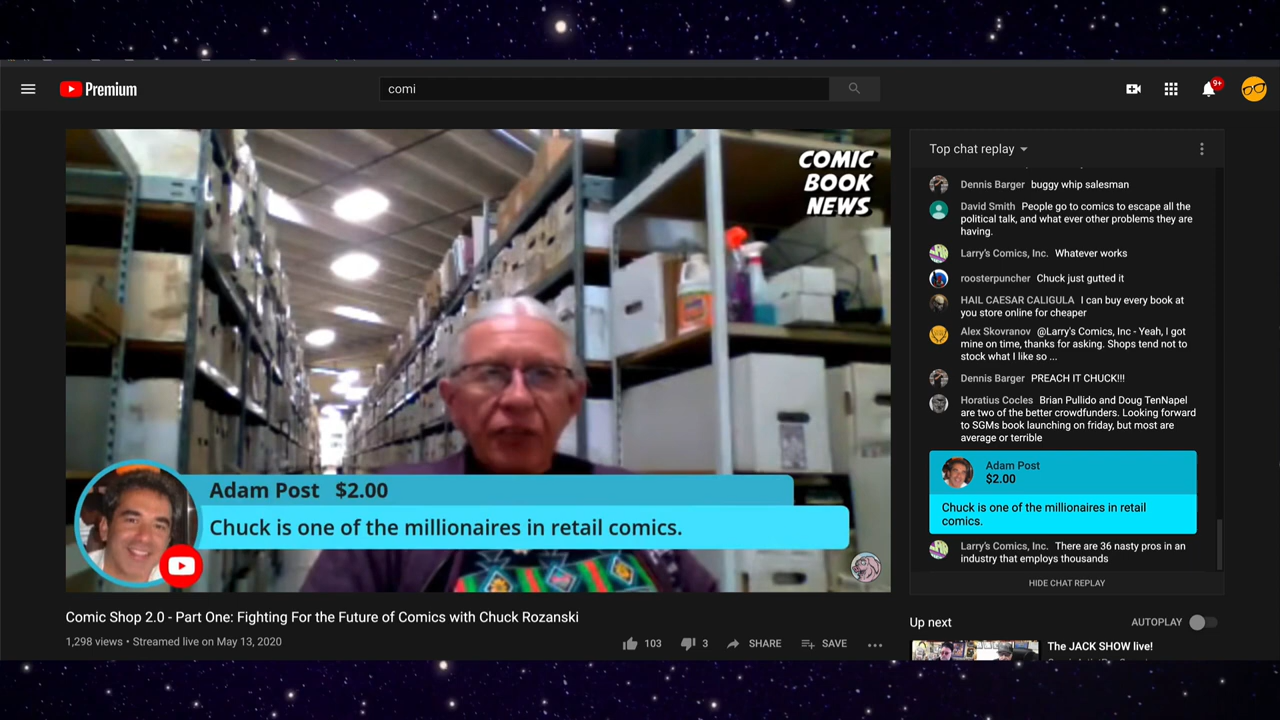 Premium
comi
9+
COMIC
BOOK
NEWS
Adam Post $2.00
Chuck is one of the millionaires in retail comics.
Comic Shop 2.0 - Part One: Fighting For the Future of Comics with Chuck Rozanski
1,298 views • Streamed live on May 13, 2020
103
3
SHARE
SAVE
Top chat replay
Dennis Barger buggy whip salesman
David Smith People go to comics to escape all the
political talk, and what ever other problems they are
having.
Larry's Comics, Inc. Whatever works
roosterpuncher Chuck just gutted it
HAIL CAESAR CALIGULA I can buy every book at
you store online for cheaper
Alex Skovranov @Larry's Comics, Inc - Yeah, I got
mine on time, thanks for asking. Shops tend not to
stock what I like so ...
Dennis Barger PREACH IT CHUCK!!!
Horatius Cocles Brian Pullido and Doug TenNapel
are two of the better crowdfunders. Looking forward
to SGMs book launching on friday, but most are
average or terrible
Adam Post
$2.00
Chuck is one of the millionaires in retail
comics.
Larry's Comics, Inc. There are 36 nasty pros in an
industry that employs thousands
HIDE CHAT REPLAY
Up next
AUTOPLAY
The JACK SHOW live!